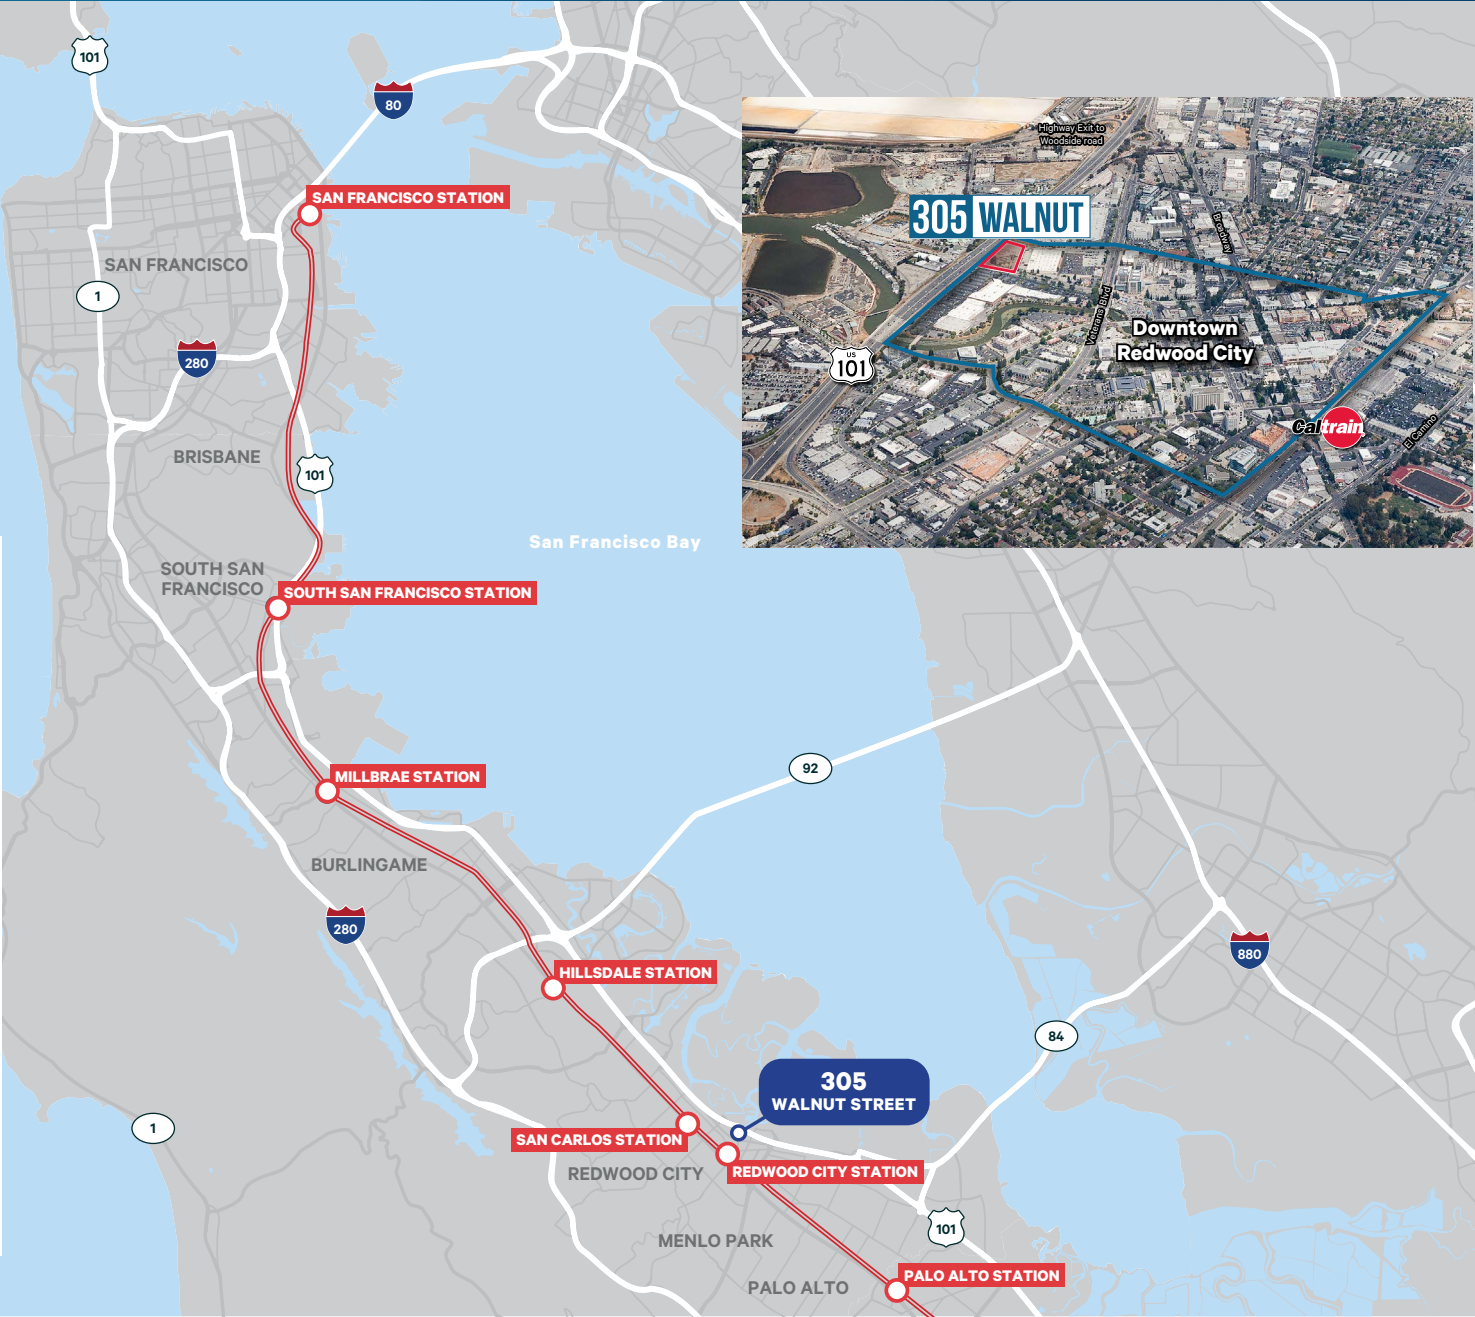 101
80
Highway Exit to
Woodside road
SAN FRANCISCO STATION
305 WALNUT
Broadway
SAN FRANCISCO
1
Veterans Blvd
Downtown
Redwood City
280
US
101
Caltrain
El Camino
BRISBANE
101
San Francisco Bay
SOUTH SAN
FRANCISCO
SOUTH SAN FRANCISCO STATION
MILLBRAE STATION
92
BURLINGAME
280
880
HILLSDALE STATION
84
305
WALNUT STREET
1
SAN CARLOS STATION
REDWOOD CITY
REDWOOD CITY STATION
101
MENLO PARK
PALO ALTO STATION
PALO ALTO